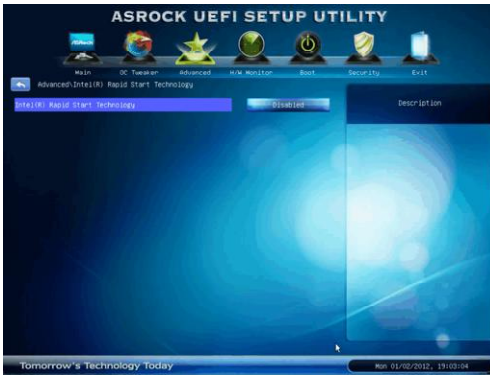 ASROCK UEFI SETUP UTILITY
ASRock
Main OC Tweaker Advanced H/W Monitor Boot Security Exit
Advanced\Intel(R) Rapid Start Technology
Intel(R) Rapid Start Technology Disabled
Description
Tomorrow's Technology Today
Mon 01/02/2012, 19:03:04